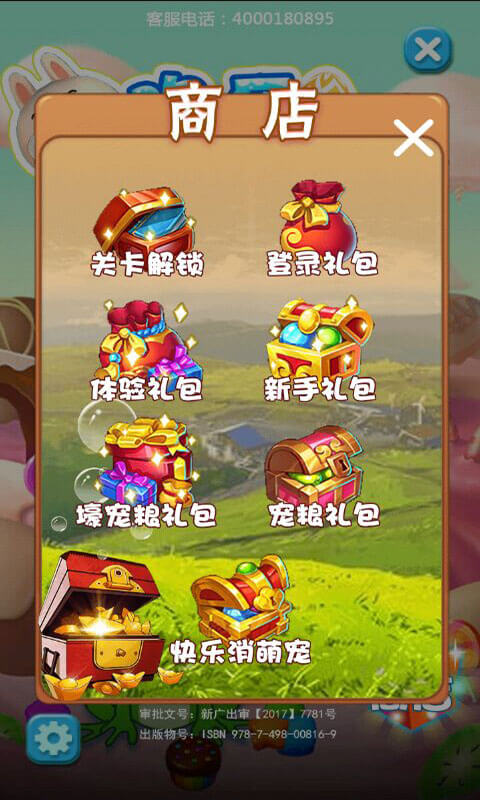 客服电话：4000180895
商 店
关卡解锁
登录礼包
体验礼包
新手礼包
壕宠粮礼包
宠粮礼包
快乐消萌宠
审批文号：新广出审【2017】7781号
出版物号：ISBN 978-7-498-00816-9